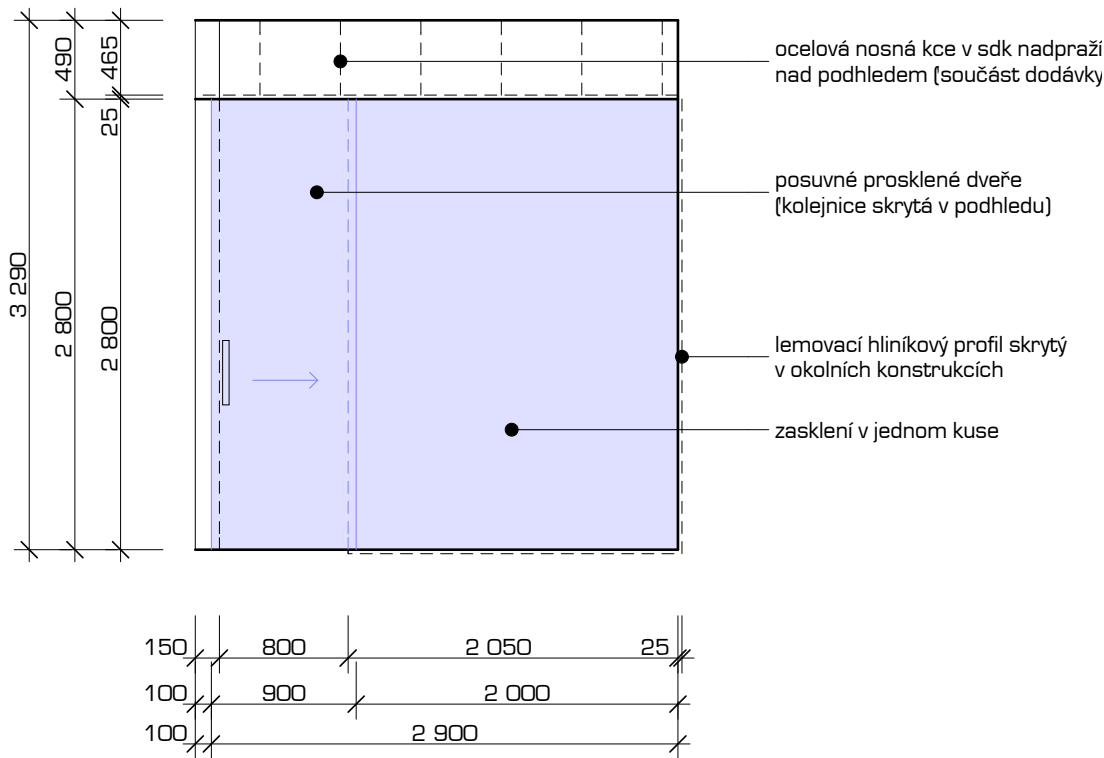 ocelová nosná kce v sdk nadpraží
nad podhledem (součást dodávky
posuvné prosklené dveře
(kolejnice skrytá v podhledu)
lemovací hliníkový profil skrytý
v okolních konstrukcích
zasklení v jednom kuse
3 290
490
2 800
465
25
2 800
150 800 2 050 25
100 900 2 000
100 2 900